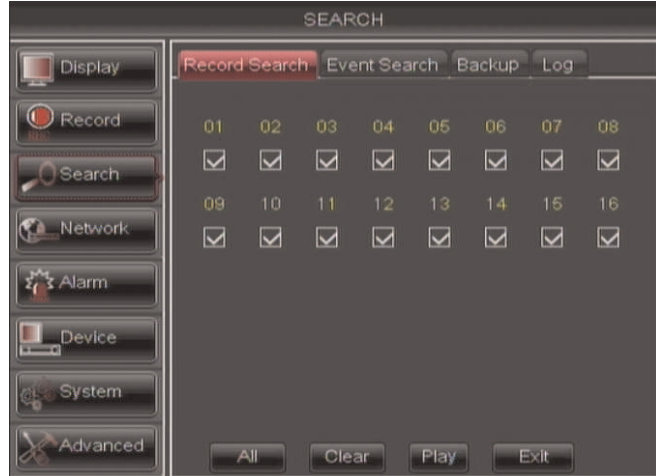 SEARCH
Display
Record
REC
Search
Network
Alarm
Device
System
Advanced
Record Search Event Search Backup Log
01 02 03 04 05 06 07 08
09 10 11 12 13 14 15 16
All Clear Play Exit